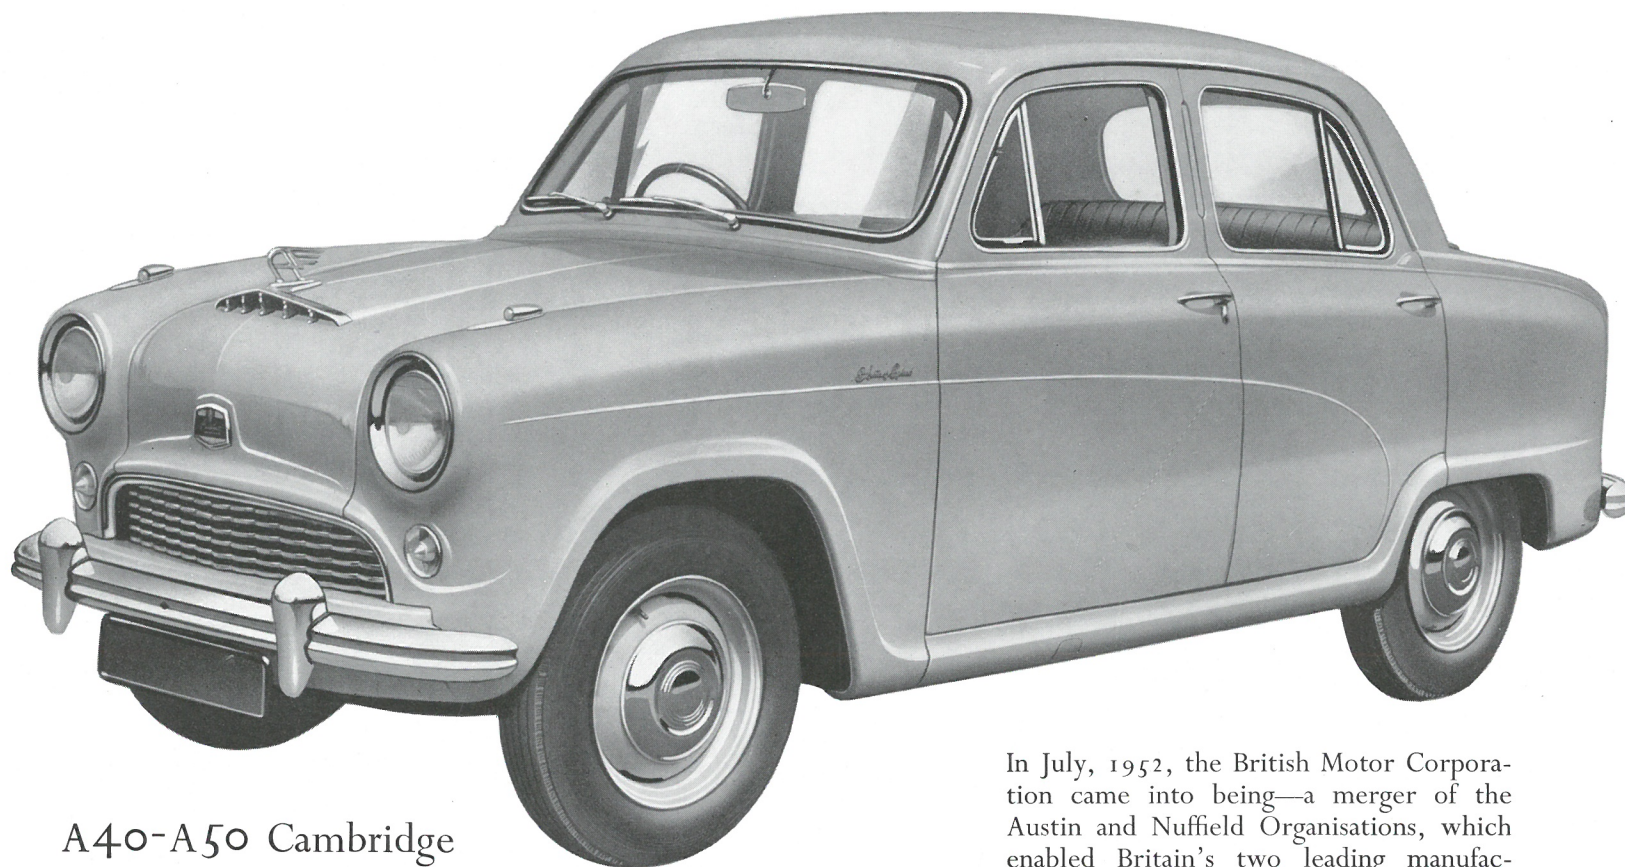 A40-A50 Cambridge
In July, 1952, the British Motor Corpora-
tion came into being—a merger of the
Austin and Nuffield Organisations, which
enabled Britain's two leading manufac-